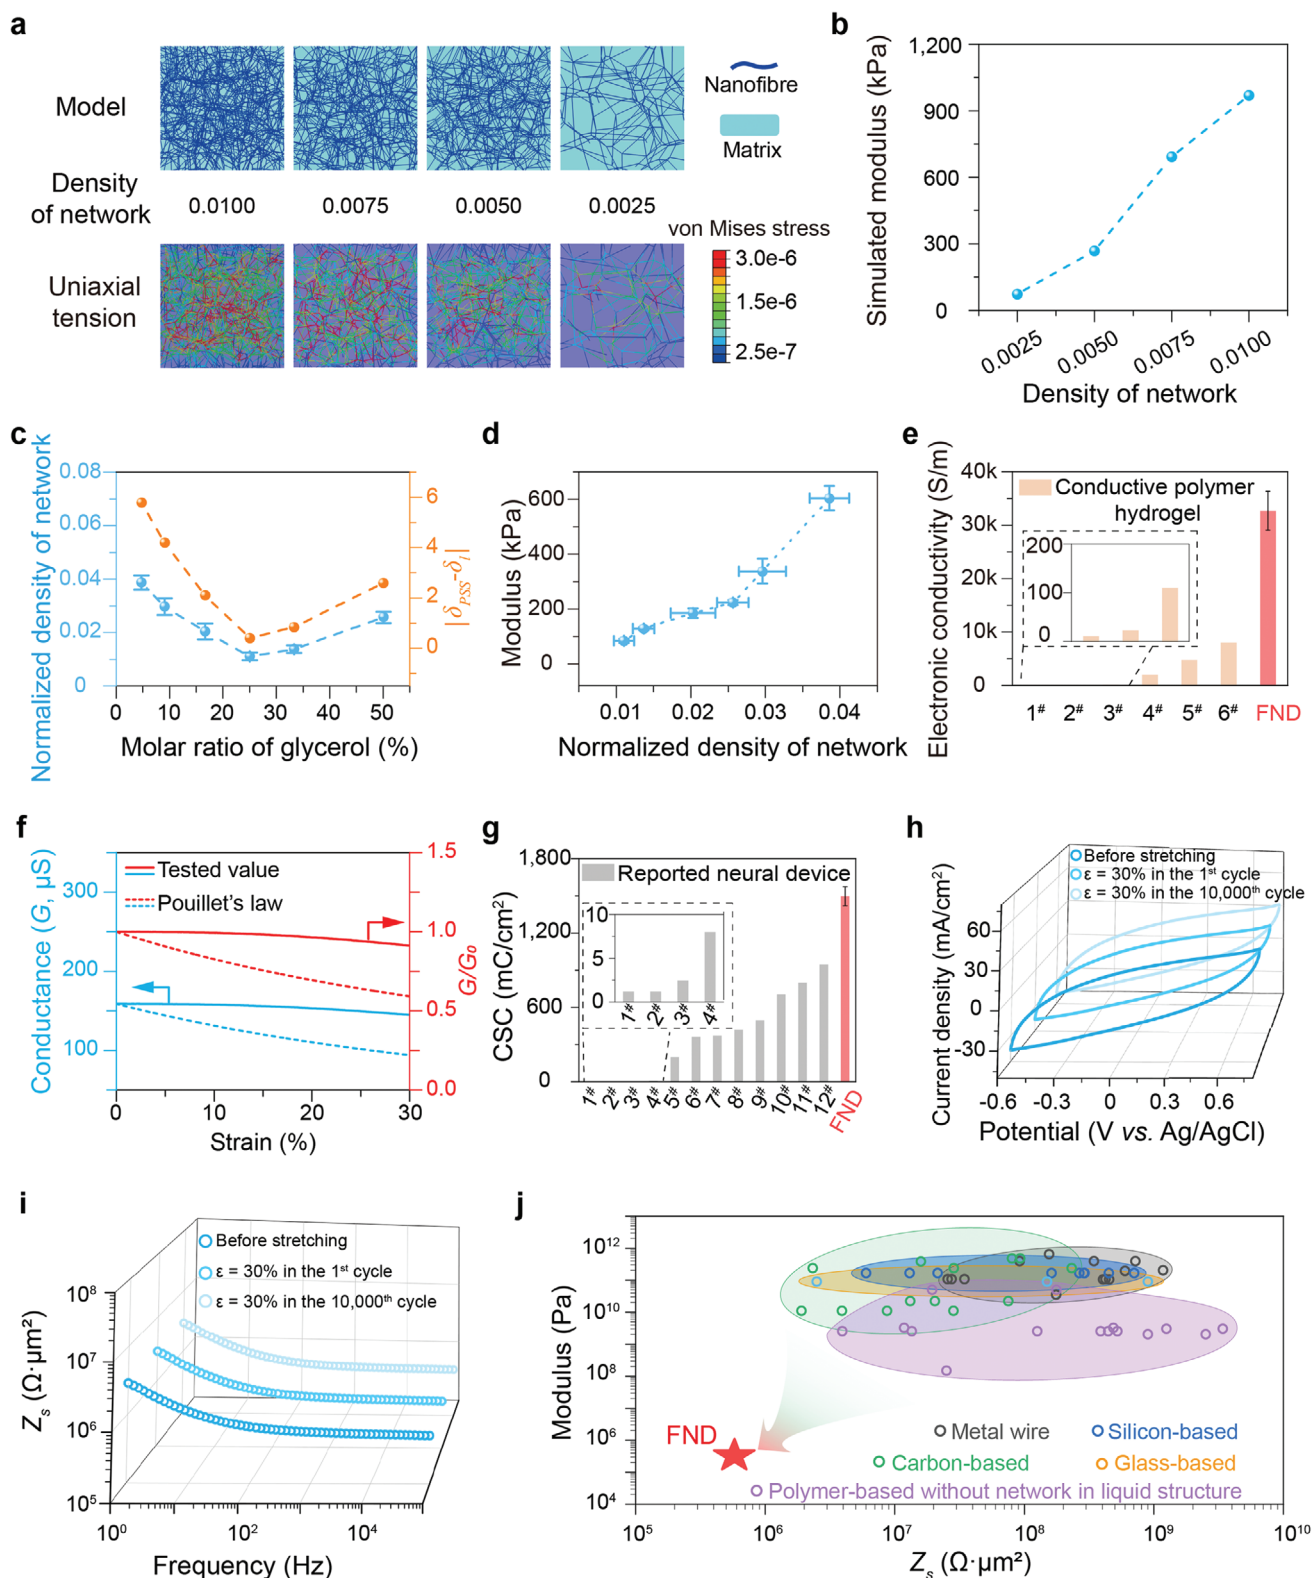 a
Model
Nanofibre
Matrix
Density
of network
0.0100 0.0075 0.0050 0.0025
von Mises stress
Uniaxial
tension
3.0e-6
1.5e-6
2.5e-7
b
Simulated modulus (kPa)
1,200
900
600
300
0
0.0025 0.0050 0.0075 0.0100
Density of network
c
Normalized density of network
0.08
0.06
0.04
0.02
0
6
4
2
0
|δPSS-δl|
0 10 20 30 40 50
Molar ratio of glycerol (%)
d
Modulus (kPa)
600
400
200
0
0.01 0.02 0.03 0.04
Normalized density of network
e
Electronic conductivity (S/m)
40k
30k
20k
10k
0
Conductive polymer
hydrogel
200
100
0
1# 2# 3# 4# 5# 6# FND
f
Conductance (G, µS)
300
200
100
Tested value
Pouillet's law
1.5
1.0
0.5
0.0
G/G₀
0 10 20 30
Strain (%)
g
CSC (mC/cm²)
1,800
1,200
600
0
Reported neural device
10
5
0
1# 2# 3# 4#
1# 2# 3# 4# 5# 6# 7# 8# 9# 10# 11# 12# FND
h
Current density (mA/cm²)
60
30
0
-30
Before stretching
ε = 30% in the 1st cycle
ε = 30% in the 10,000th cycle
-0.6 -0.3 0 0.3 0.6
Potential (V vs. Ag/AgCl)
i
Zs (Ω·µm²)
10⁸
10⁷
10⁶
10⁵
Before stretching
ε = 30% in the 1st cycle
ε = 30% in the 10,000th cycle
10⁰ 10² 10⁴
Frequency (Hz)
j
Modulus (Pa)
10¹²
10¹⁰
10⁸
10⁶
10⁴
FND
Metal wire
Silicon-based
Carbon-based
Glass-based
Polymer-based without network in liquid structure
10⁵ 10⁶ 10⁷ 10⁸ 10⁹ 10¹⁰
Zs (Ω·µm²)